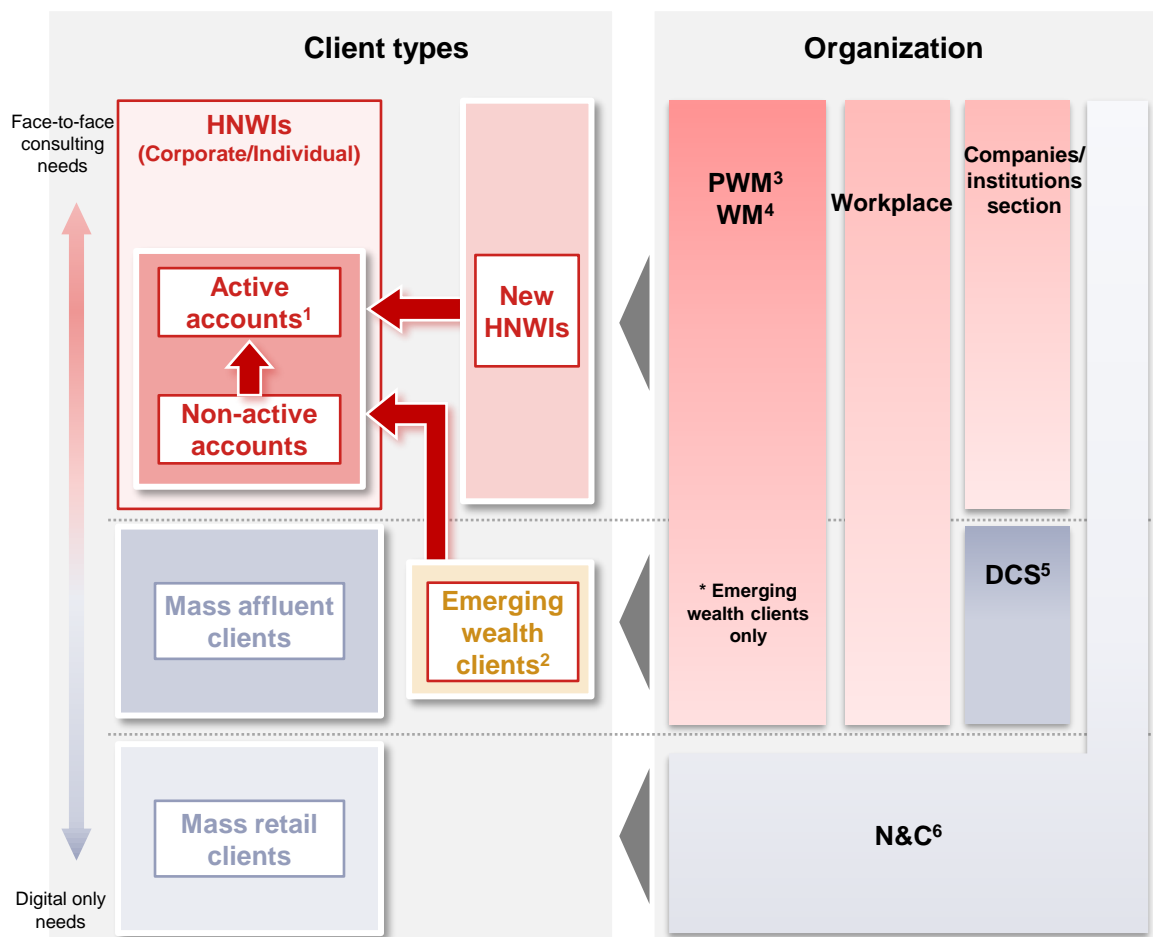 Client types
Organization
Face-to-face
consulting
needs
HNWIs
(Corporate/Individual)
Active
accounts¹
Non-active
accounts
New
HNWIs
PWM³
WM⁴
Workplace
Companies/
institutions
section
Mass affluent
clients
Emerging
wealth
clients²
* Emerging
wealth clients
only
DCS⁵
Mass retail
clients
N&C⁶
Digital only
needs